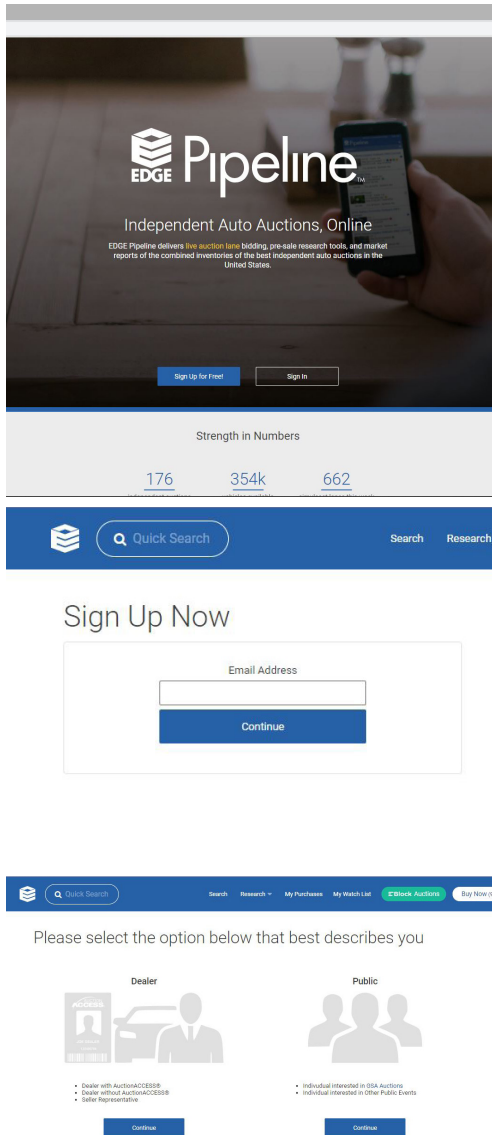 EDGE Pipeline™
Independent Auto Auctions, Online
EDGE Pipeline delivers live auction lane bidding, pre-sale research tools, and market
reports of the combined inventories of the best independent auto auctions in the
United States.
Sign Up for Free!
Sign In
Strength in Numbers
176
354k
662
Quick Search
Search
Research
Sign Up Now
Email Address
Continue
Quick Search
Search
Research
My Purchases
My Watch List
E'Block Auctions
Buy Now
Please select the option below that best describes you
Dealer
Public
ACCESS
Dealer with AuctionACCESS®
Dealer without AuctionACCESS®
Seller Representative
Indivudual interested in GSA Auctions
Individual interested in Other Public Events
Continue
Continue